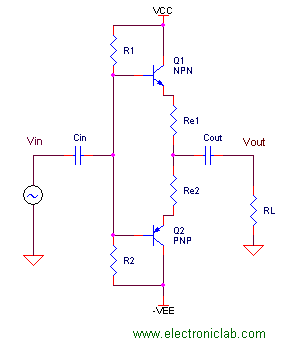 VCC
R1
Q1
NPN
Re1
Vin
Cin
Cout
Vout
Re2
RL
Q2
PNP
R2
-VEE
www.electroniclab.com